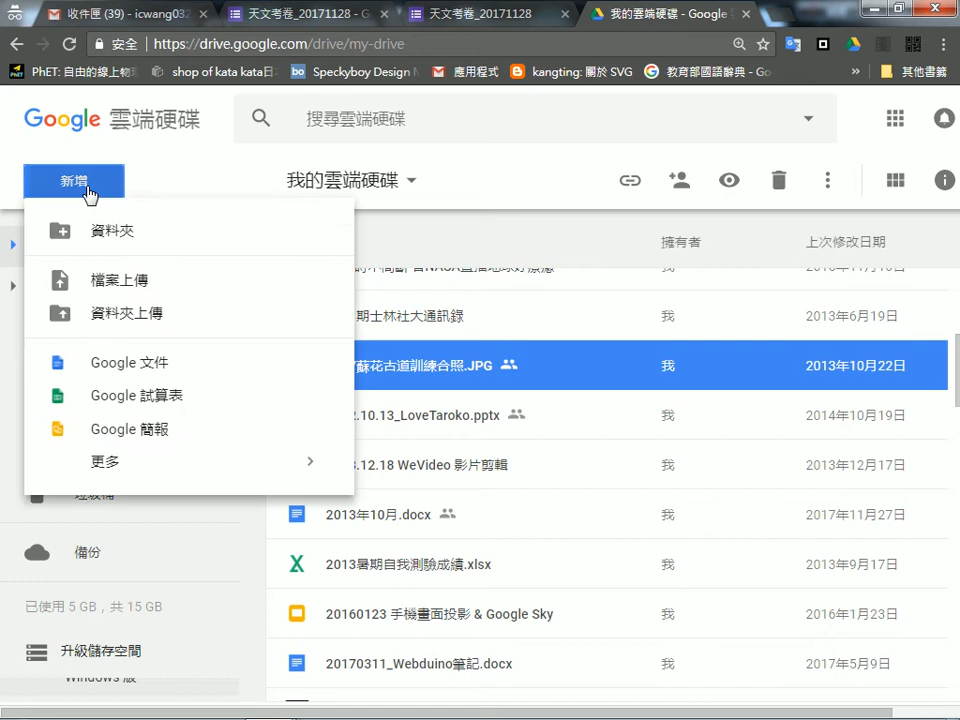 收件匣 (39) - icwang032
天文考卷_20171128 - G
天文考卷_20171128
我的雲端硬碟 - Google
安全
https://drive.google.com/drive/my-drive
PhET: 自由的線上物
shop of kata kata日
bo
Speckyboy Design
應用程式
kangting: 關於 SVG
教育部國語辭典 - Go
»
其他書籤
Google 雲端硬碟
搜尋雲端硬碟
新增
我的雲端硬碟
資料夾
檔案上傳
資料夾上傳
Google 文件
Google 試算表
Google 簡報
更多
擁有者
上次修改日期
我
期士林社大通訊錄
我
2013年6月19日
蘇花古道訓練合照.JPG
我
2013年10月22日
.10.13_LoveTaroko.pptx
我
2014年10月19日
.12.18 WeVideo 影片剪輯
我
2013年12月17日
2013年10月.docx
我
2017年11月27日
2013暑期自我測驗成績.xlsx
我
2013年9月17日
20160123 手機畫面投影 & Google Sky
我
2016年1月23日
20170311_Webduino筆記.docx
我
2017年5月9日
垃圾桶
備份
已使用 5 GB，共 15 GB
升級儲存空間
Windows 版